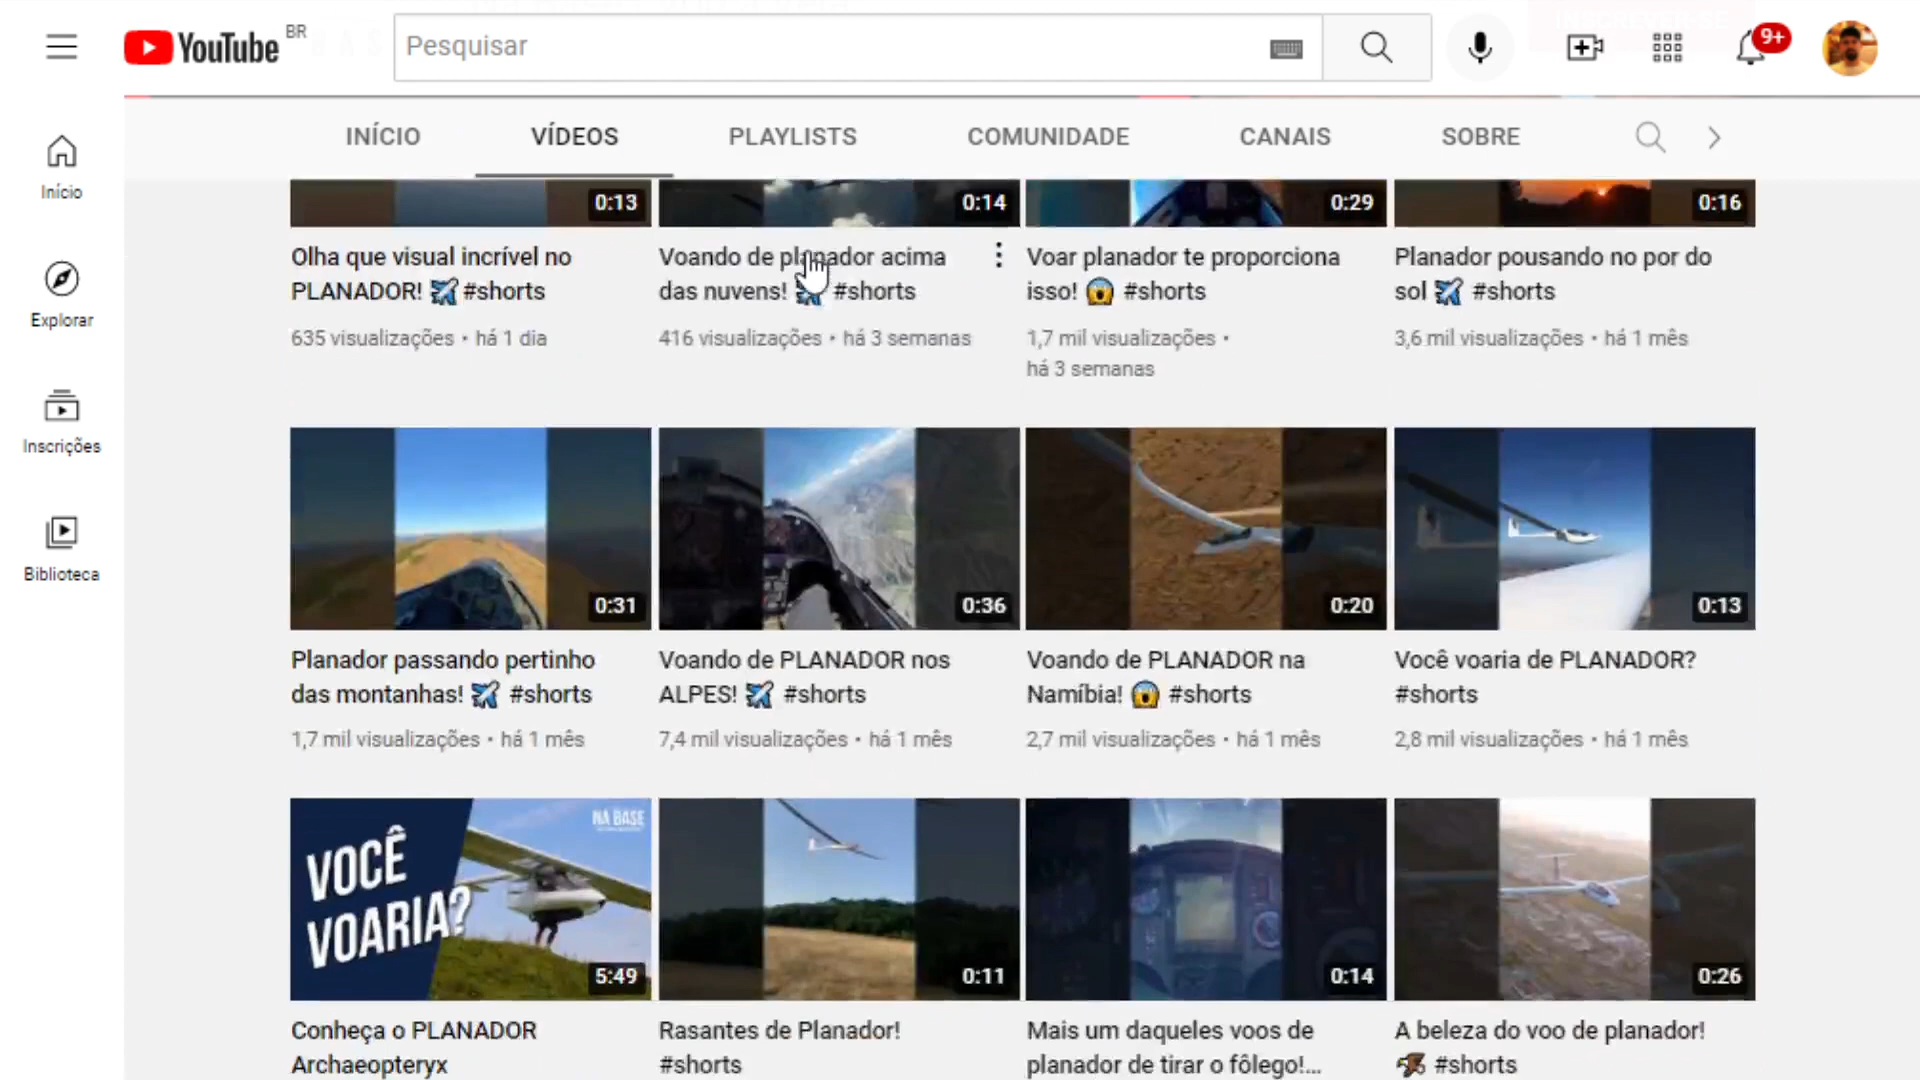 YouTube BR
Pesquisar
9+
INÍCIO VÍDEOS PLAYLISTS COMUNIDADE CANAIS SOBRE
Início
Explorar
Inscrições
Biblioteca
0:13
Olha que visual incrível no
PLANADOR! ✈️ #shorts
635 visualizações • há 1 dia
0:14
Voando de planador acima
das nuvens! ✈️ #shorts
416 visualizações • há 3 semanas
0:29
Voar planador te proporciona
isso! 😱 #shorts
1,7 mil visualizações •
há 3 semanas
0:16
Planador pousando no por do
sol ✈️ #shorts
3,6 mil visualizações • há 1 mês
0:31
Planador passando pertinho
das montanhas! ✈️ #shorts
1,7 mil visualizações • há 1 mês
0:36
Voando de PLANADOR nos
ALPES! ✈️ #shorts
7,4 mil visualizações • há 1 mês
0:20
Voando de PLANADOR na
Namíbia! 😱 #shorts
2,7 mil visualizações • há 1 mês
0:13
Você voaria de PLANADOR?
#shorts
2,8 mil visualizações • há 1 mês
NA BASE
VOCÊ
VOARIA?
5:49
Conheça o PLANADOR
Archaeopteryx
0:11
Rasantes de Planador!
#shorts
0:14
Mais um daqueles voos de
planador de tirar o fôlego!...
0:26
A beleza do voo de planador!
🦅 #shorts